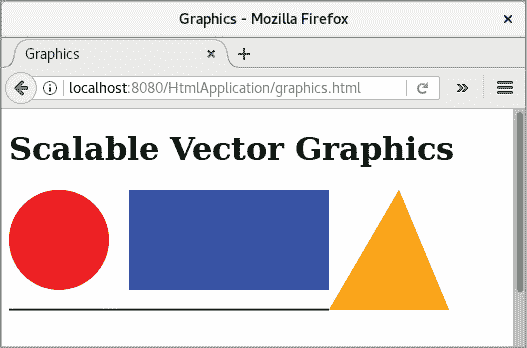 Graphics - Mozilla Firefox
Graphics
localhost:8080/HtmlApplication/graphics.html
Scalable Vector Graphics